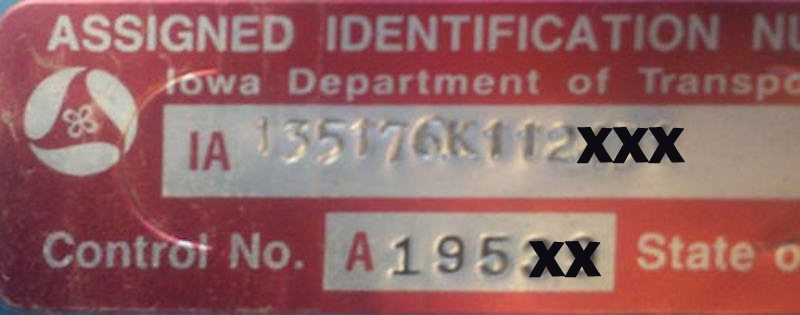 ASSIGNED IDENTIFICATION NU
Iowa Department of Transpo
IA 135176K112XXX
Control No. A 195XX State o